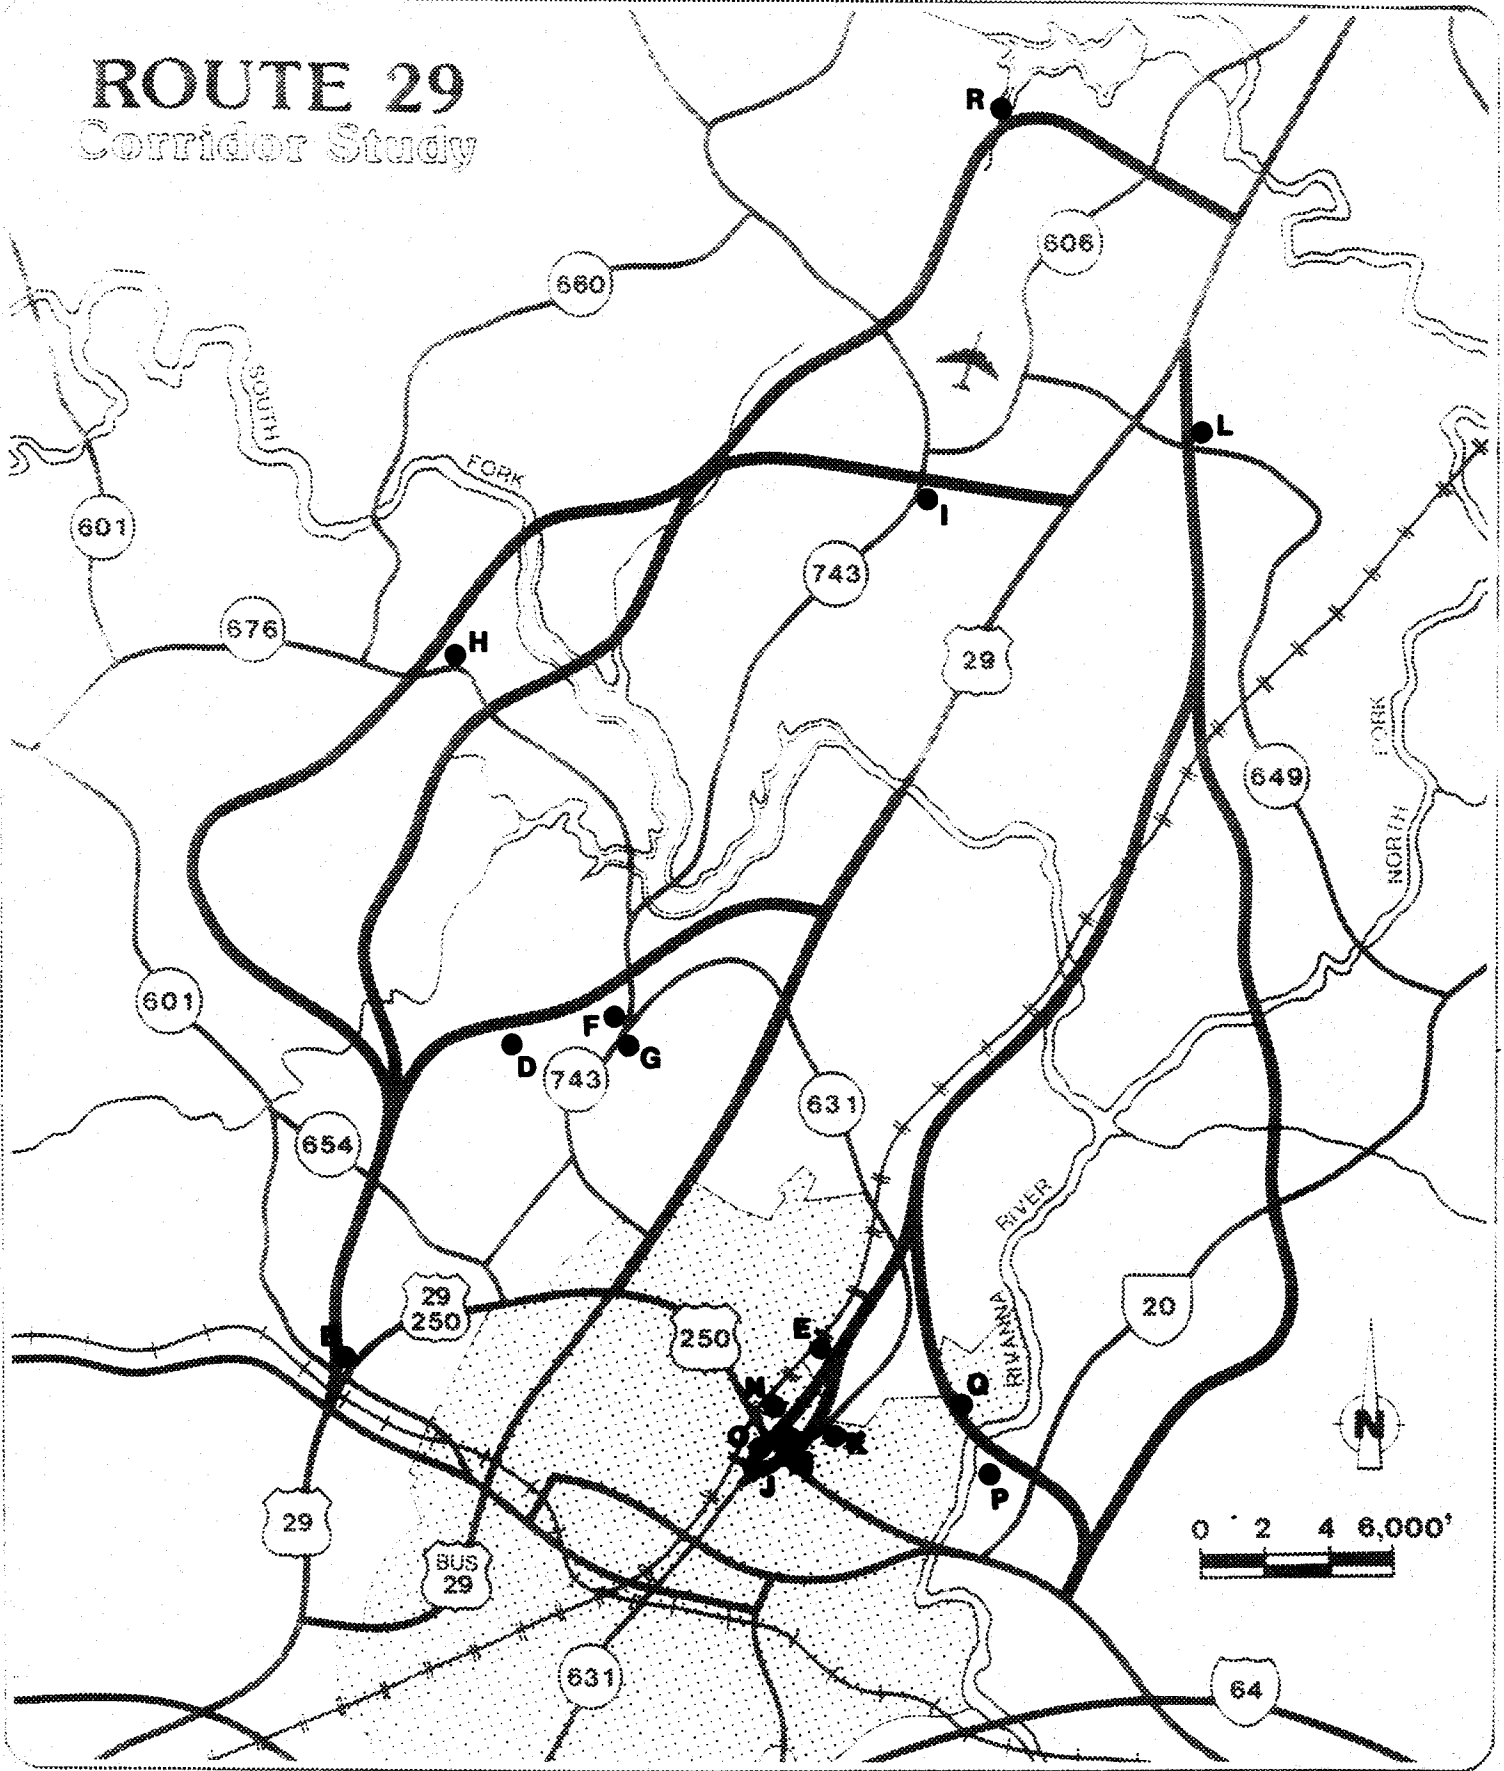 ROUTE 29
Corridor Study
R
606
660
SOUTH
L
FORK
601
I
743
676
H
29
FORK
649
NORTH
601
F
D
G
743
631
654
RIVER
29
250
20
RIVANNA
250
E
M
Q
N
K
O
J
P
0 2 4 6,000'
29
BUS
29
631
64